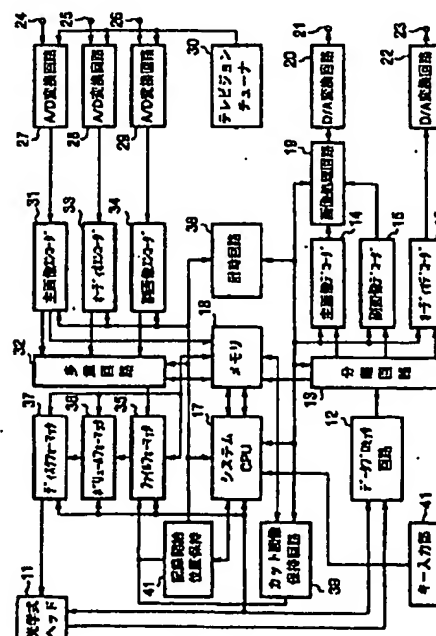 24
25
26
A/D変換回路
A/D変換回路
A/D変換回路
テレビジョン
チューナ
30
27
28
29
20
D/A変換回路
21
22
D/A変換回路
23
31
主画像エンコーダ
33
オーディオエンコーダ
34
副画像エンコーダ
38
計時回路
19
画像処理回路
14
主画像デコーダ
15
副画像デコーダ
オーディオデコーダ
32
多重回路
18
メモリ
分離回路
13
37
ディスクフォーマッタ
36
ボリュームフォーマッタ
35
ファイルフォーマッタ
17
システム
CPU
12
データプロセッサ
回路
11
光学式
ヘッド
記録開始
位置保持
41
カット画像
保持回路
39
キー入力部
41